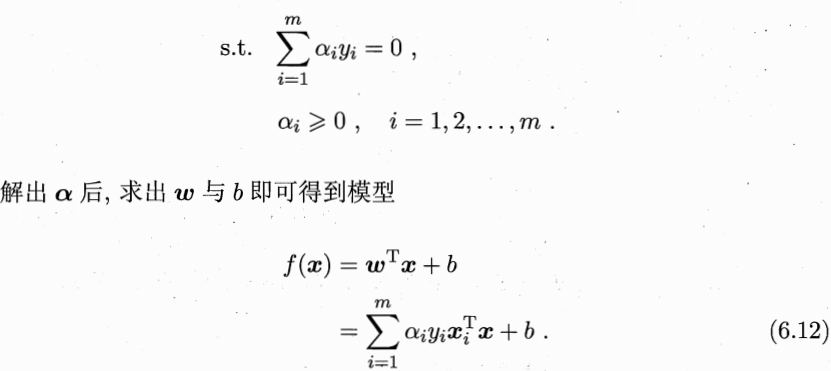 s.t. \sum_{i=1}^{m} \alpha_i y_i = 0 ,
\alpha_i \geqslant 0 , \quad i = 1, 2, \ldots, m .
解出 \boldsymbol{\alpha} 后, 求出 \boldsymbol{w} 与 b 即可得到模型
f(\boldsymbol{x}) = \boldsymbol{w}^{\mathrm{T}} \boldsymbol{x} + b
= \sum_{i=1}^{m} \alpha_i y_i \boldsymbol{x}_i^{\mathrm{T}} \boldsymbol{x} + b . \quad (6.12)